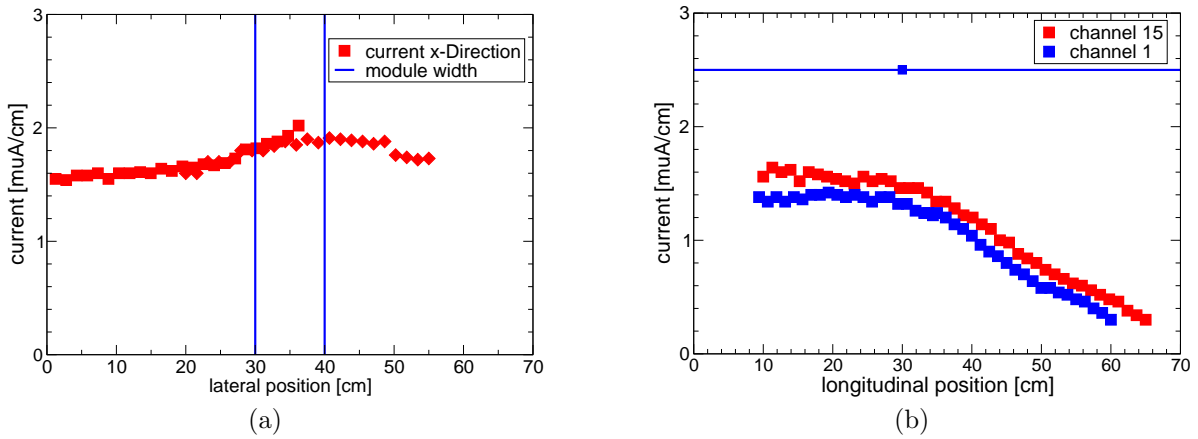 3
2
1
0
current [muA/cm]
current x-Direction
module width
0 10 20 30 40 50 60 70
lateral position [cm]
(a)
3
2
1
0
current [muA/cm]
channel 15
channel 1
0 10 20 30 40 50 60 70
longitudinal position [cm]
(b)